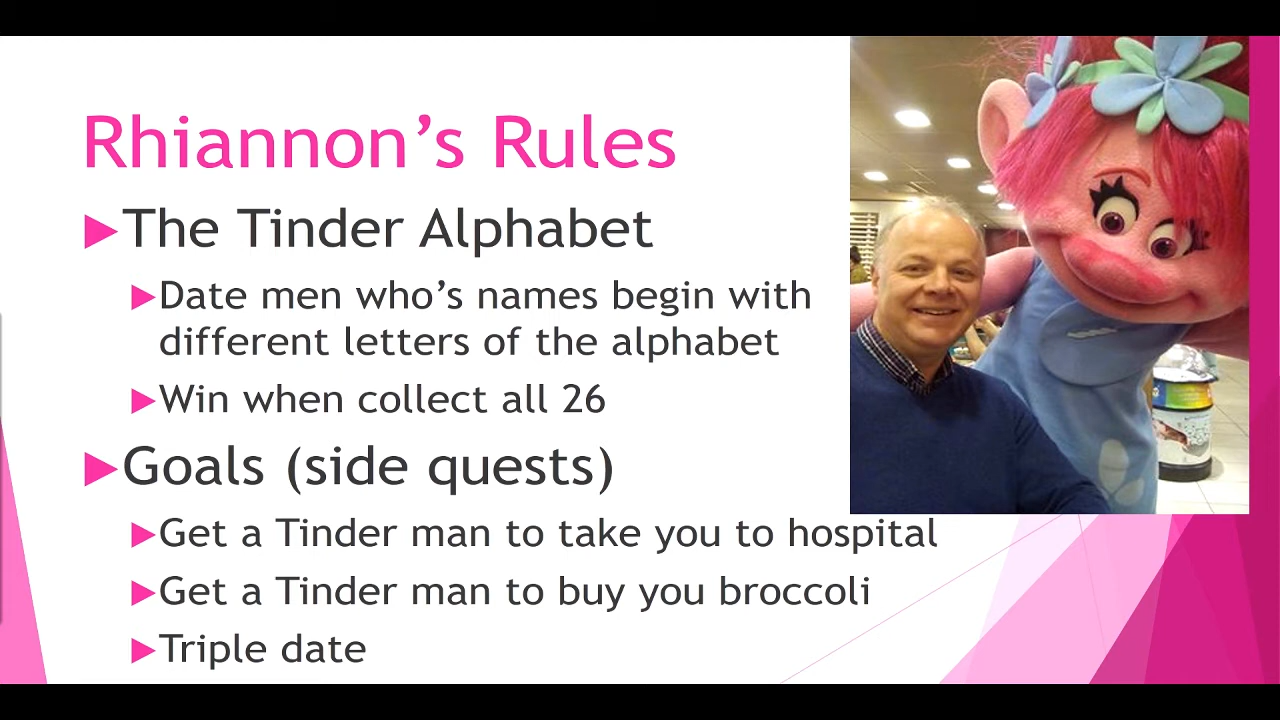 Rhiannon’s Rules
The Tinder Alphabet
Date men who’s names begin with
different letters of the alphabet
Win when collect all 26
Goals (side quests)
Get a Tinder man to take you to hospital
Get a Tinder man to buy you broccoli
Triple date